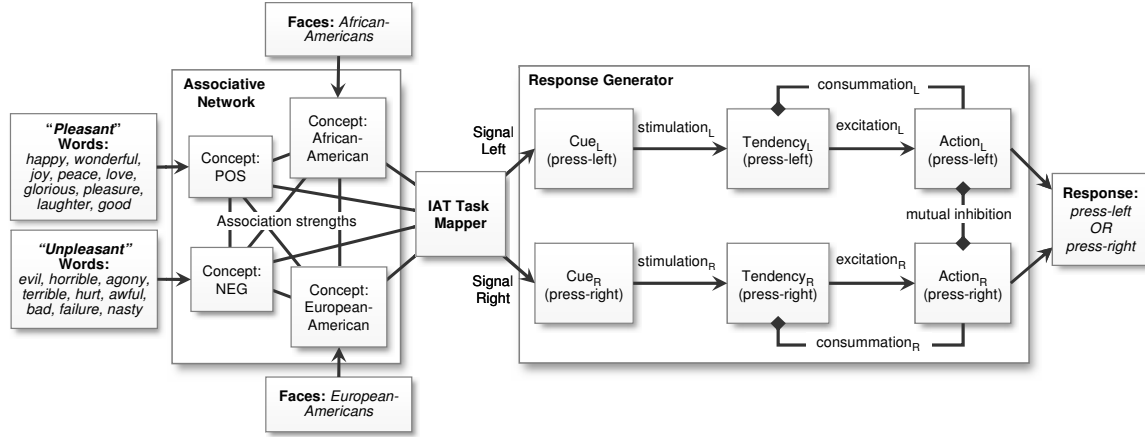 Faces: African-
Americans
Associative
Network
Response Generator
"Pleasant"
Words:
happy, wonderful,
joy, peace, love,
glorious, pleasure,
laughter, good
Concept:
POS
Concept:
African-
American
Association strengths
"Unpleasant"
Words:
evil, horrible, agony,
terrible, hurt, awful,
bad, failure, nasty
Concept:
NEG
Concept:
European-
American
Faces: European-
Americans
IAT Task
Mapper
Signal
Left
Signal
Right
Cue_L
(press-left)
stimulation_L
Tendency_L
(press-left)
excitation_L
Action_L
(press-left)
consummation_L
mutual inhibition
Cue_R
(press-right)
stimulation_R
Tendency_R
(press-right)
excitation_R
Action_R
(press-right)
consummation_R
Response:
press-left
OR
press-right